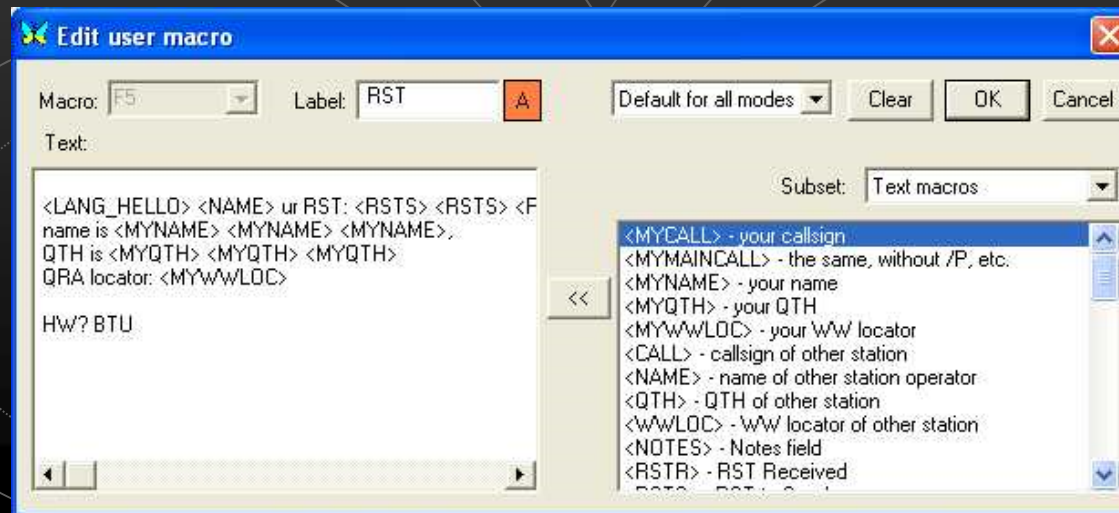 Edit user macro
Macro: F5 Label: RST A Default for all modes Clear OK Cancel
Text:
Subset: Text macros
<LANG_HELLO> <NAME> ur RST: <RSTS> <RSTS> <F
name is <MYNAME> <MYNAME> <MYNAME>,
QTH is <MYQTH> <MYQTH> <MYQTH>
QRA locator: <MYWWLOC>
HW? BTU
<<
<MYCALL> - your callsign
<MYMAINCALL> - the same, without /P, etc.
<MYNAME> - your name
<MYQTH> - your QTH
<MYWWLOC> - your WW locator
<CALL> - callsign of other station
<NAME> - name of other station operator
<QTH> - QTH of other station
<WWLOC> - WW locator of other station
<NOTES> - Notes field
<RSTR> - RST Received